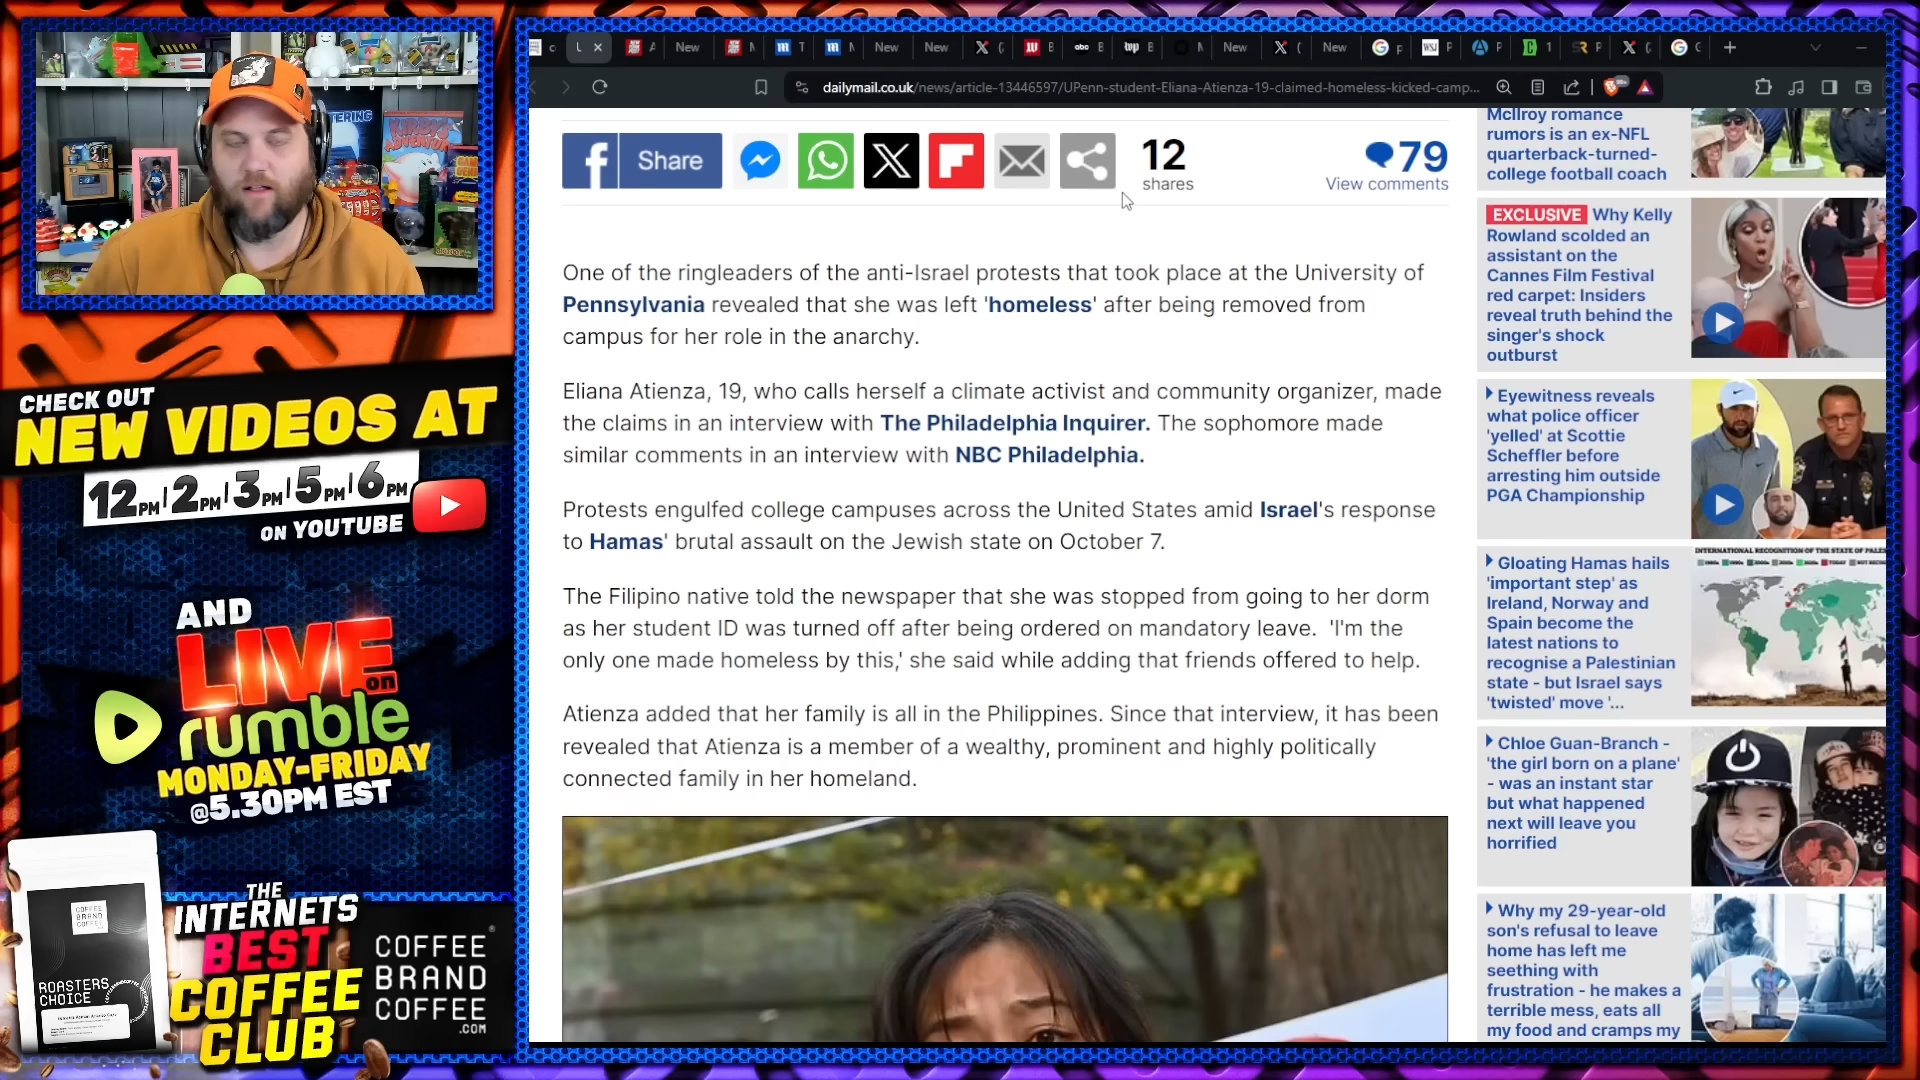 CHECK OUT
NEW VIDEOS AT
12PM | 2PM | 3PM | 5PM | 6PM
ON YOUTUBE
AND
LIVE on
rumble
MONDAY-FRIDAY
@5.30PM EST
COFFEE
BRAND
COFFEE
ROASTERS
CHOICE
THE
INTERNETS
BEST
COFFEE
CLUB
COFFEE
BRAND
COFFEE
.COM
New
New
New
New
New
dailymail.co.uk/news/article-13446597/UPenn-student-Eliana-Atienza-19-claimed-homeless-kicked-camp...
Share
12
shares
79
View comments
One of the ringleaders of the anti-Israel protests that took place at the University of
Pennsylvania revealed that she was left 'homeless' after being removed from
campus for her role in the anarchy.
Eliana Atienza, 19, who calls herself a climate activist and community organizer, made
the claims in an interview with The Philadelphia Inquirer. The sophomore made
similar comments in an interview with NBC Philadelphia.
Protests engulfed college campuses across the United States amid Israel's response
to Hamas' brutal assault on the Jewish state on October 7.
The Filipino native told the newspaper that she was stopped from going to her dorm
as her student ID was turned off after being ordered on mandatory leave.  'I'm the
only one made homeless by this,' she said while adding that friends offered to help.
Atienza added that her family is all in the Philippines. Since that interview, it has been
revealed that Atienza is a member of a wealthy, prominent and highly politically
connected family in her homeland.
McIlroy romance
rumors is an ex-NFL
quarterback-turned-
college football coach
EXCLUSIVE Why Kelly
Rowland scolded an
assistant on the
Cannes Film Festival
red carpet: Insiders
reveal truth behind the
singer's shock
outburst
Eyewitness reveals
what police officer
'yelled' at Scottie
Scheffler before
arresting him outside
PGA Championship
Gloating Hamas hails
'important step' as
Ireland, Norway and
Spain become the
latest nations to
recognise a Palestinian
state - but Israel says
'twisted' move '...
INTERNATIONAL RECOGNITION OF THE STATE OF PALES
Chloe Guan-Branch -
'the girl born on a plane'
- was an instant star
but what happened
next will leave you
horrified
Why my 29-year-old
son's refusal to leave
home has left me
seething with
frustration - he makes a
terrible mess, eats all
my food and cramps my